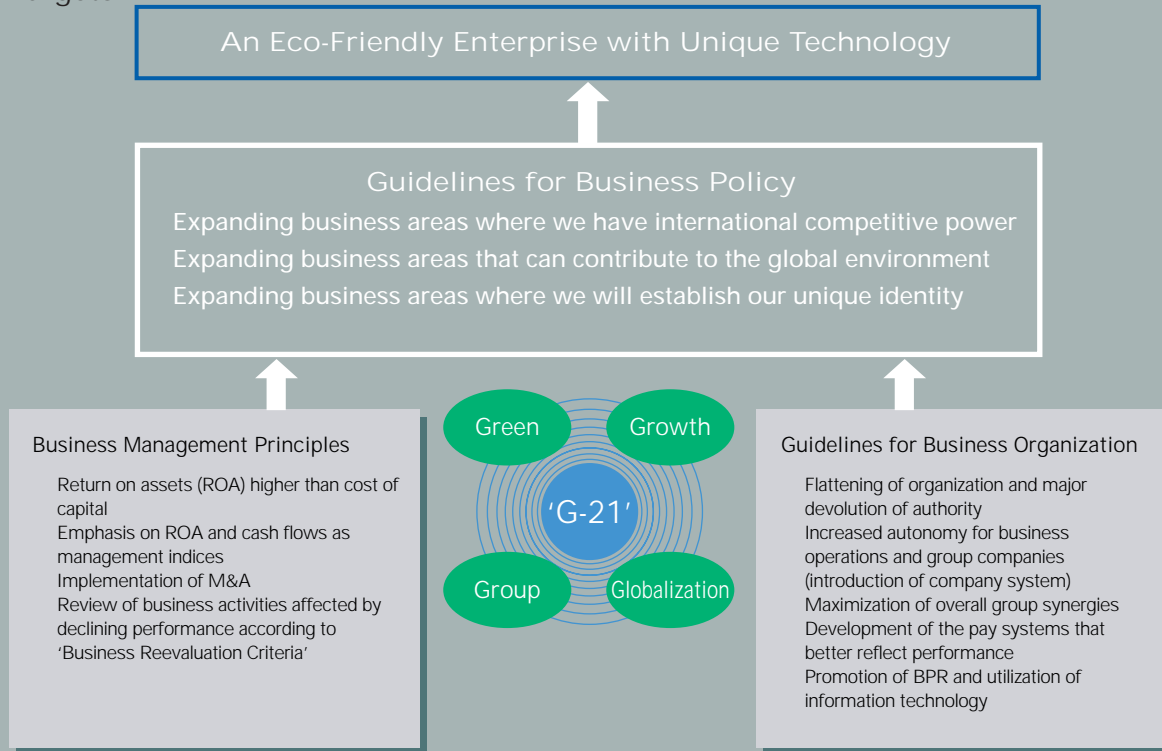 An Eco-Friendly Enterprise with Unique Technology
Guidelines for Business Policy
Expanding business areas where we have international competitive power
Expanding business areas that can contribute to the global environment
Expanding business areas where we will establish our unique identity
Business Management Principles
Return on assets (ROA) higher than cost of
capital
Emphasis on ROA and cash flows as
management indices
Implementation of M&A
Review of business activities affected by
declining performance according to
‘Business Reevaluation Criteria’
Green
Growth
‘G-21’
Group
Globalization
Guidelines for Business Organization
Flattening of organization and major
devolution of authority
Increased autonomy for business
operations and group companies
(introduction of company system)
Maximization of overall group synergies
Development of the pay systems that
better reflect performance
Promotion of BPR and utilization of
information technology